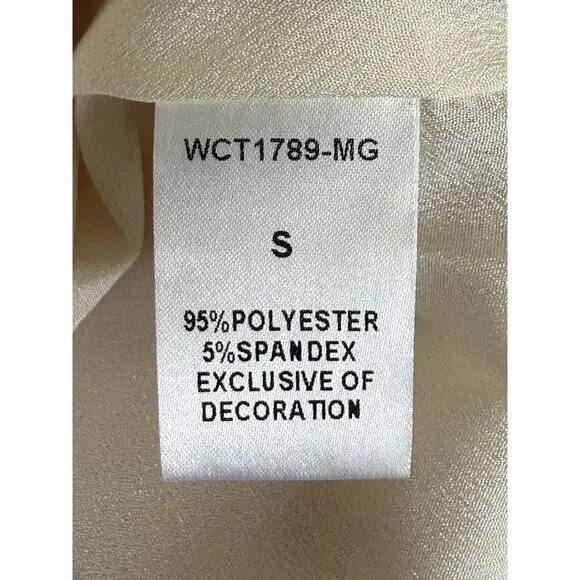 WCT1789-MG
S
95%POLYESTER
5%SPANDEX
EXCLUSIVE OF
DECORATION